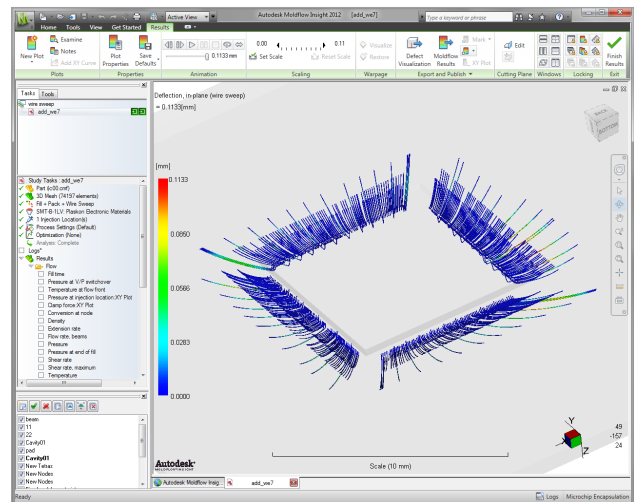 Active View
Autodesk Moldflow Insight 2012 [add_we7]
Type a keyword or phrase
Home Tools View Get Started Results
New Plot
Examine
Notes
Add XY Curve
Plot Properties
Save Defaults
0.1133 mm
0.00 0.11
Set Scale Reset Scale
Visualize
Restore
Defect Visualization
Moldflow Results
Mark
XY Plot
Edit
Finish Results
Plots Properties Animation Scaling Warpage Export and Publish Cutting Plane Windows Locking Exit
Tasks Tools
wire sweep
add_we7
Study Tasks : add_we7
Part (ic00.cmf)
3D Mesh (74197 elements)
Fill + Pack + Wire Sweep
SMT-B-1LV: Plaskon Electronic Materials
1 Injection Location(s)
Process Settings (Default)
Optimization (None)
Analysis: Complete
Logs*
Results
Flow
Fill time
Pressure at V/P switchover
Temperature at flow front
Pressure at injection location:XY Plot
Clamp force:XY Plot
Conversion at node
Density
Extension rate
Flow rate, beams
Pressure
Pressure at end of fill
Shear rate
Shear rate, maximum
Temperature
beam
11
22
Cavity01
pad
Cavity01
New Tetras
New Nodes
New Nodes
Deflection, in-plane (wire sweep)
= 0.1133[mm]
[mm]
0.1133
0.0850
0.0566
0.0283
0.0000
BACK
BOTTOM
Autodesk
MOLDFLOW INSIGHT
Scale (10 mm)
Y
X
Z
49
-157
24
Autodesk Moldflow Insig... add_we7
Ready
Logs Microchip Encapsulation